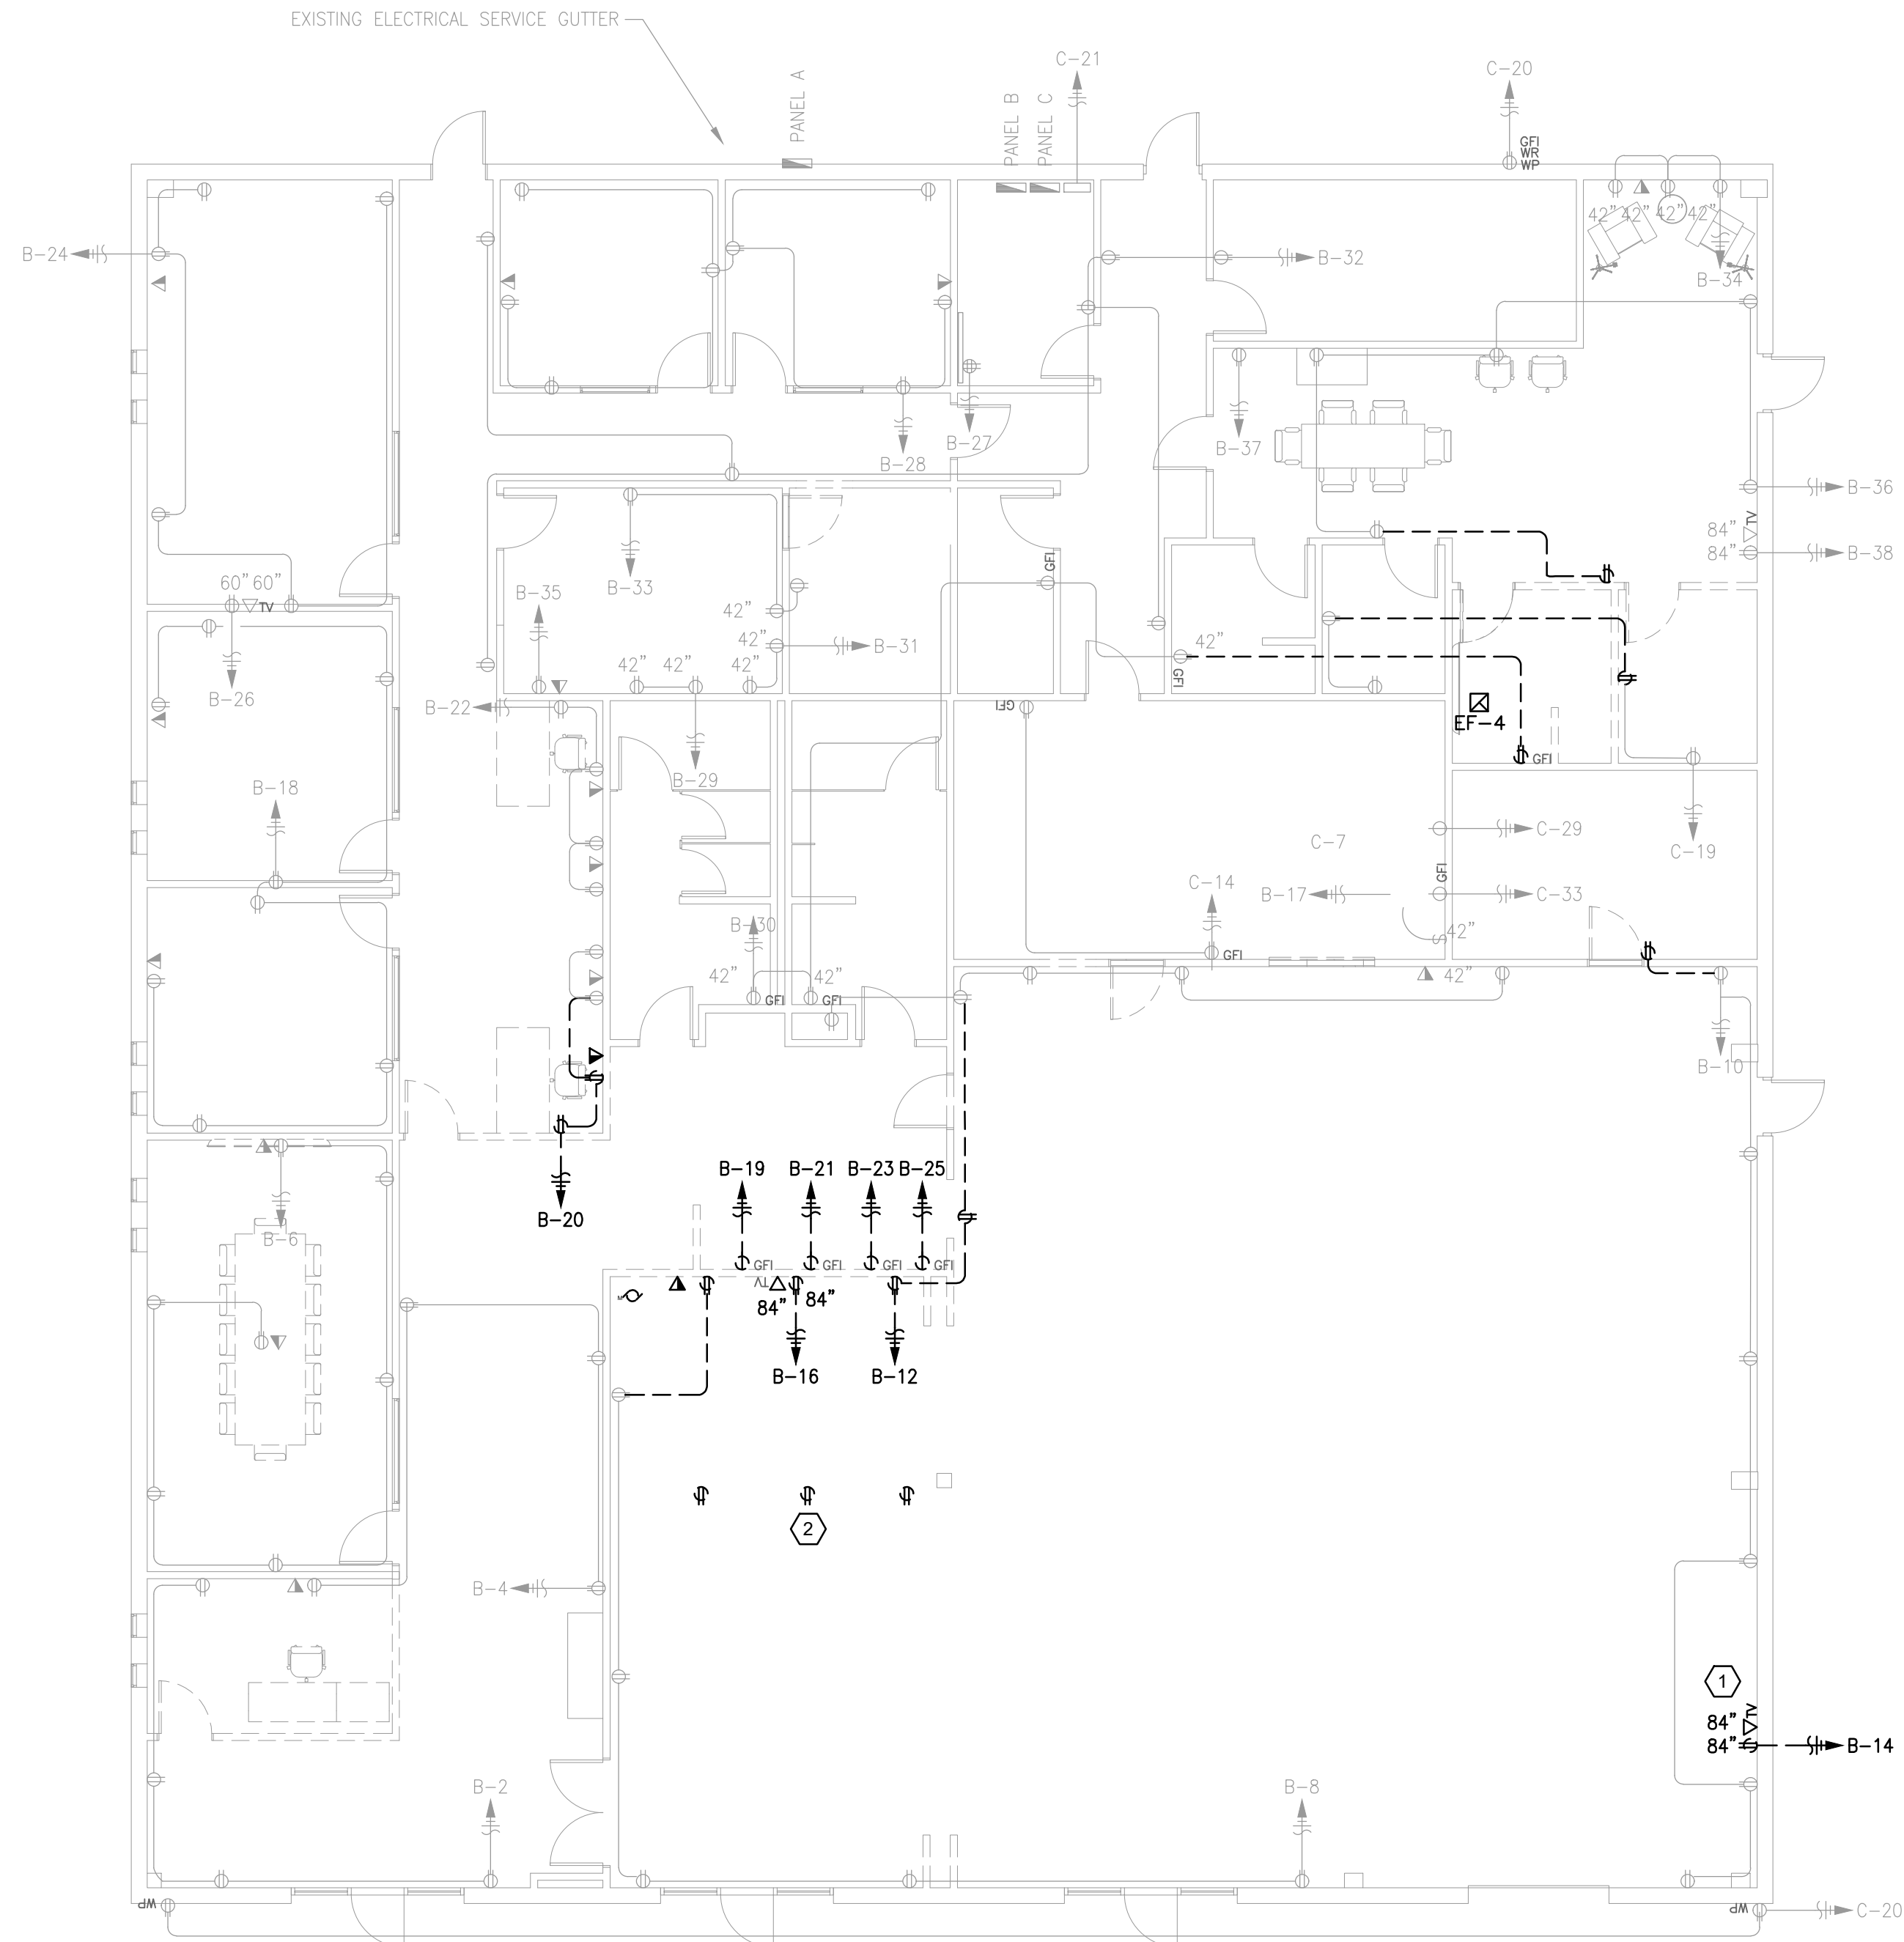 EXISTING ELECTRICAL SERVICE GUTTER
PANEL A
PANEL B
PANEL C
C-21
C-20
GFI
WR
WP
42" 42" 42" 42"
B-24
B-32
B-34
B-27
B-28
B-37
B-36
TV
84"
84"
B-38
GFI
60" 60"
TV
B-35
B-33
42"
42"
B-31
42"
GFI
42" 42" 42"
B-26
B-22
GFI
EF-4
GFI
B-29
B-18
C-7
C-29
C-19
GFI
C-14
B-17
C-33
B-30
42"
GFI
42" 42"
42"
GFI GFI
B-10
B-19 B-21 B-23 B-25
B-20
B-6
GFI GFI GFI GFI
TV
M
84" 84"
B-16 B-12
2
B-4
1
84" TV
84"
B-14
B-2
B-8
WP
WP
C-20